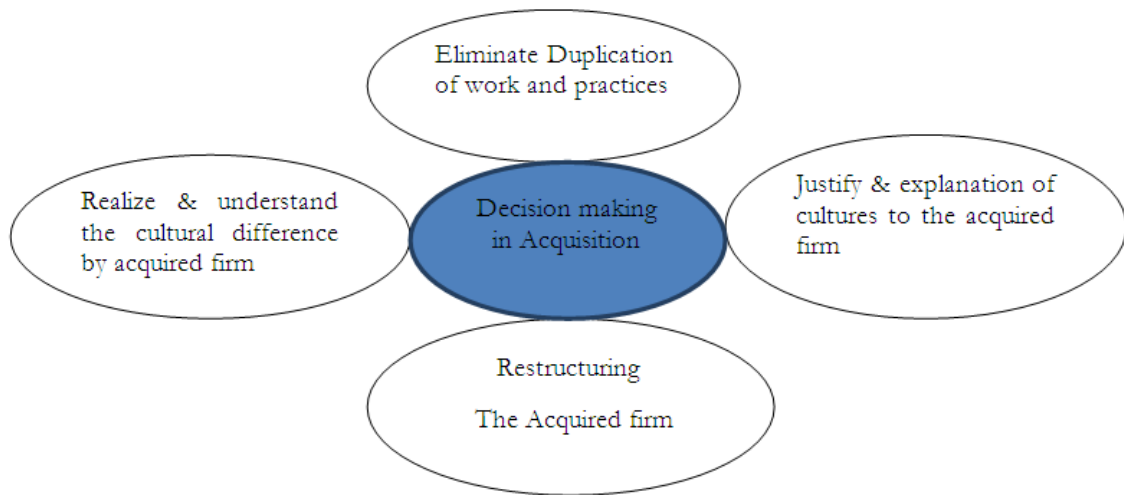 Eliminate Duplication
of work and practices
Realize & understand
the cultural difference
by acquired firm
Decision making
in Acquisition
Justify & explanation of
cultures to the acquired
firm
Restructuring
The Acquired firm